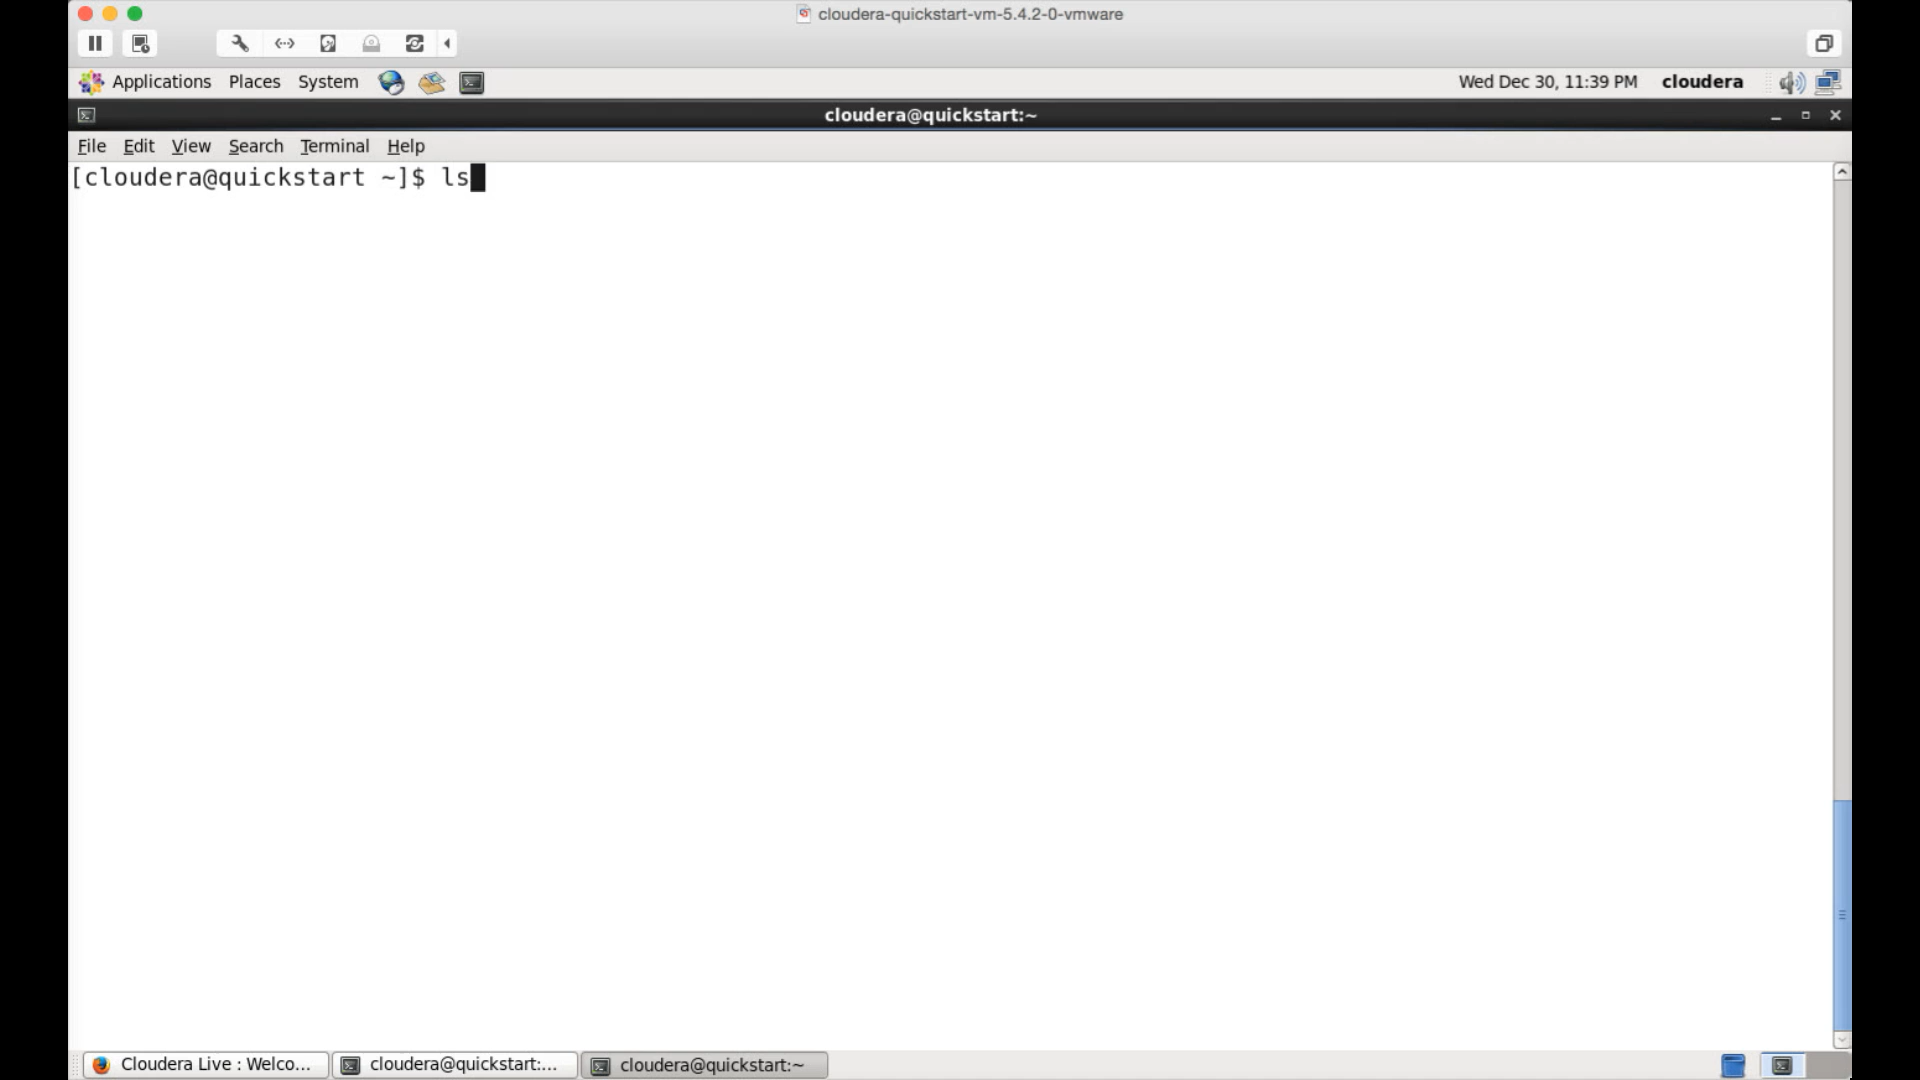 cloudera-quickstart-vm-5.4.2-0-vmware
Applications Places System Wed Dec 30, 11:39 PM cloudera
cloudera@quickstart:~
File Edit View Search Terminal Help
[cloudera@quickstart ~]$ ls
Cloudera Live : Welco... cloudera@quickstart:... cloudera@quickstart:~